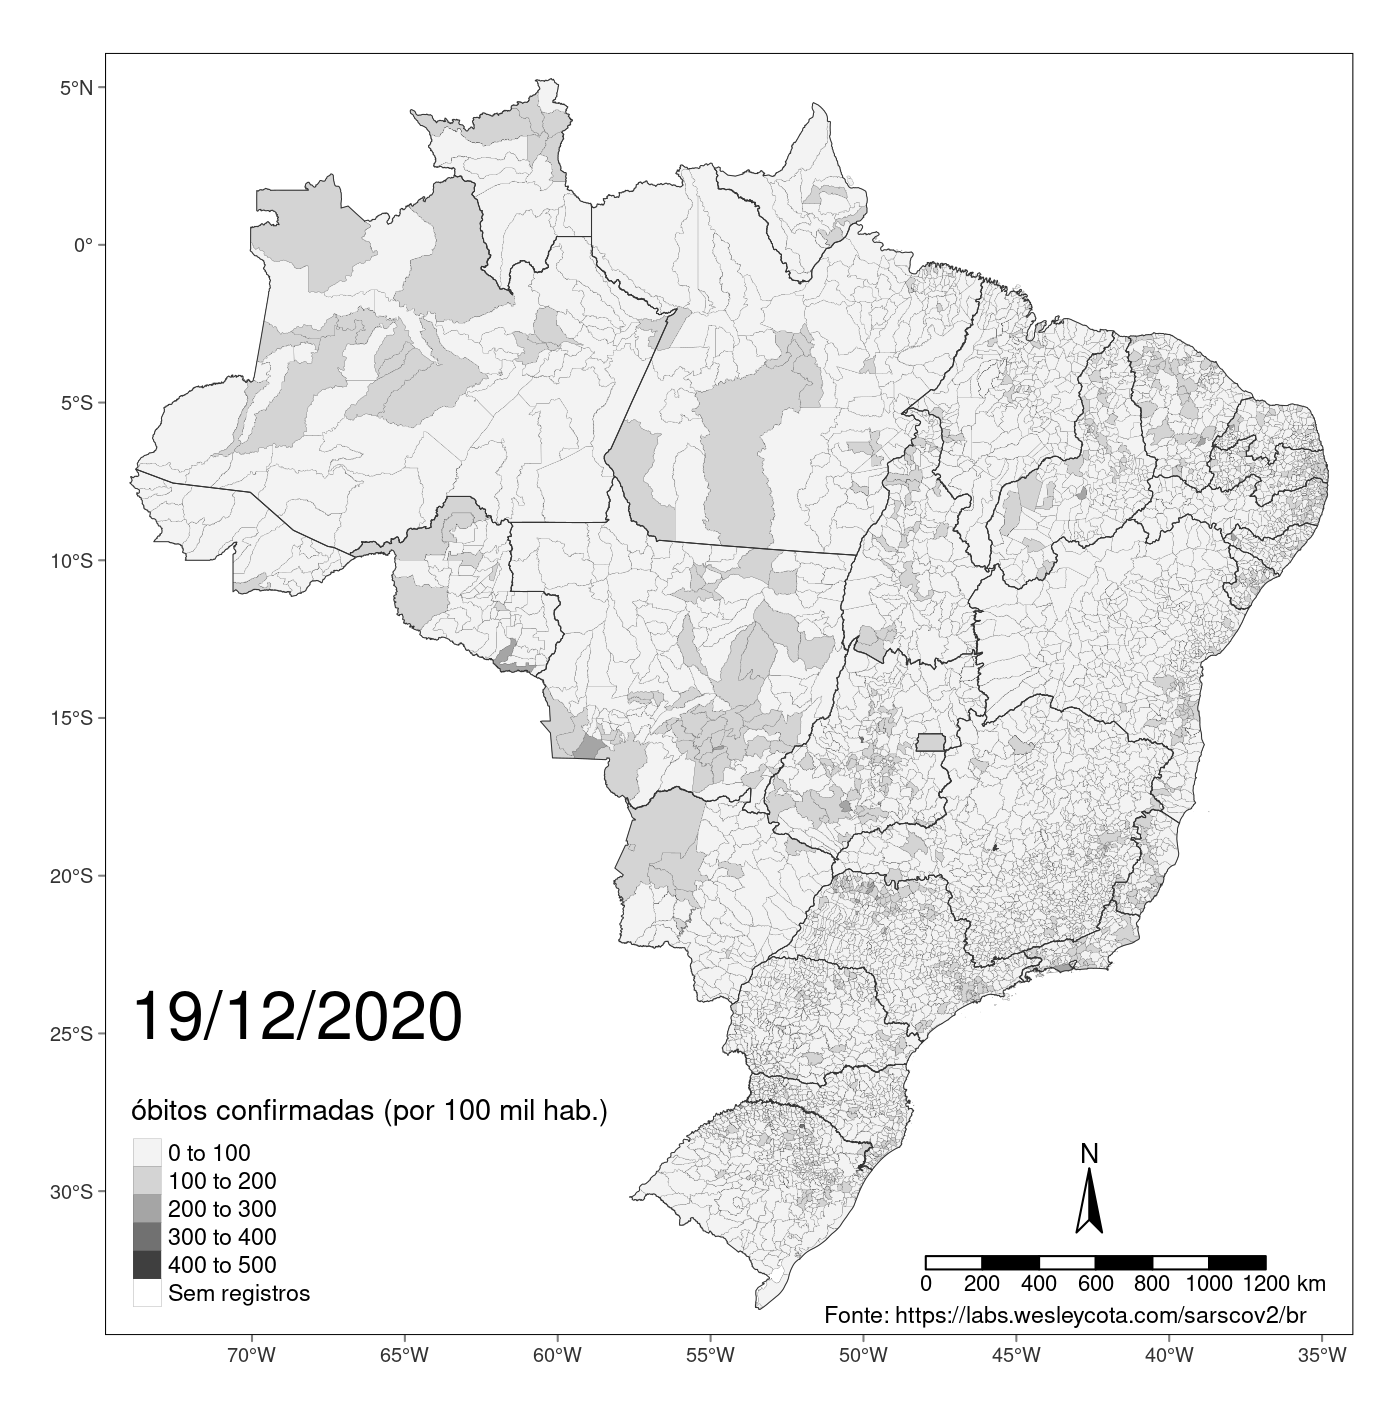 5°N
0°
5°S
10°S
15°S
20°S
25°S
30°S
19/12/2020
óbitos confirmadas (por 100 mil hab.)
0 to 100
100 to 200
200 to 300
300 to 400
400 to 500
Sem registros
N
0 200 400 600 800 1000 1200 km
Fonte: https://labs.wesleycota.com/sarscov2/br
70°W 65°W 60°W 55°W 50°W 45°W 40°W 35°W